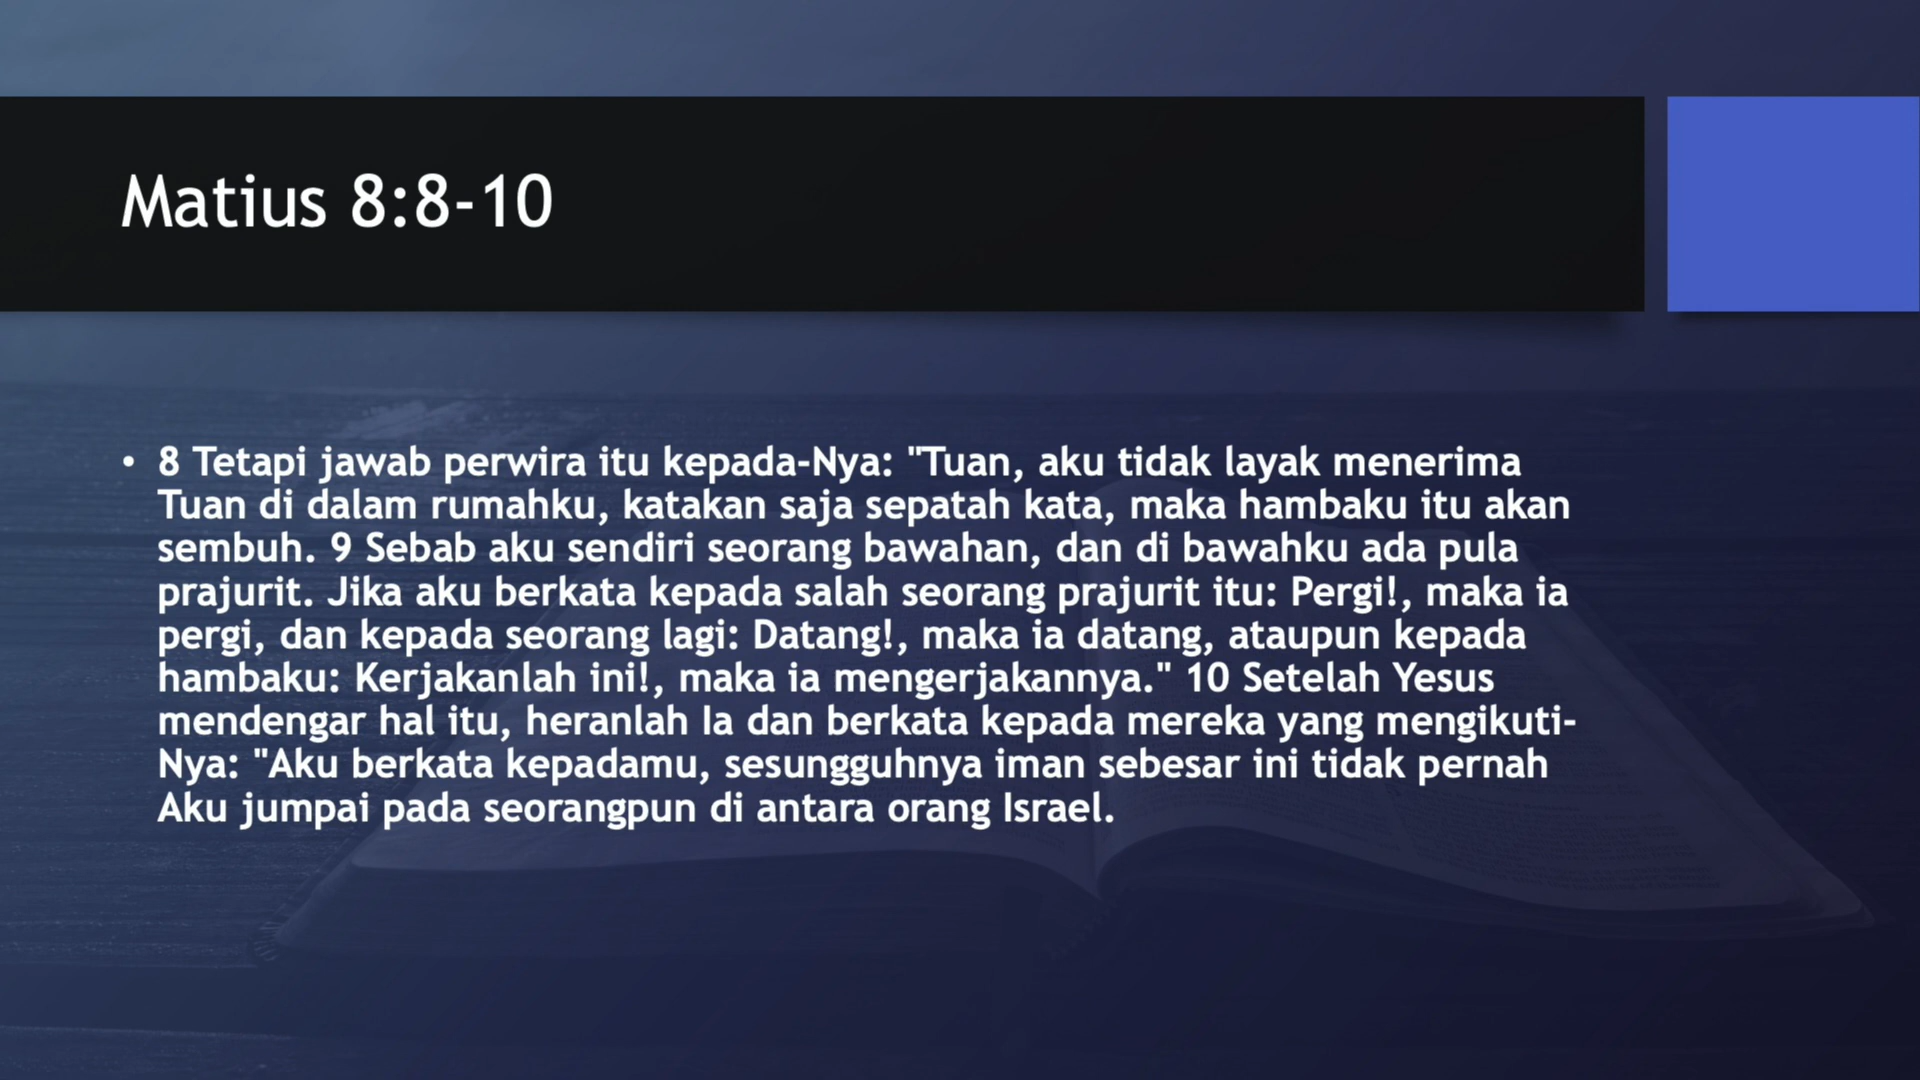 Matius 8:8-10
• 8 Tetapi jawab perwira itu kepada-Nya: "Tuan, aku tidak layak menerima
Tuan di dalam rumahku, katakan saja sepatah kata, maka hambaku itu akan
sembuh. 9 Sebab aku sendiri seorang bawahan, dan di bawahku ada pula
prajurit. Jika aku berkata kepada salah seorang prajurit itu: Pergi!, maka ia
pergi, dan kepada seorang lagi: Datang!, maka ia datang, ataupun kepada
hambaku: Kerjakanlah ini!, maka ia mengerjakannya." 10 Setelah Yesus
mendengar hal itu, heranlah Ia dan berkata kepada mereka yang mengikuti-
Nya: "Aku berkata kepadamu, sesungguhnya iman sebesar ini tidak pernah
Aku jumpai pada seorangpun di antara orang Israel.